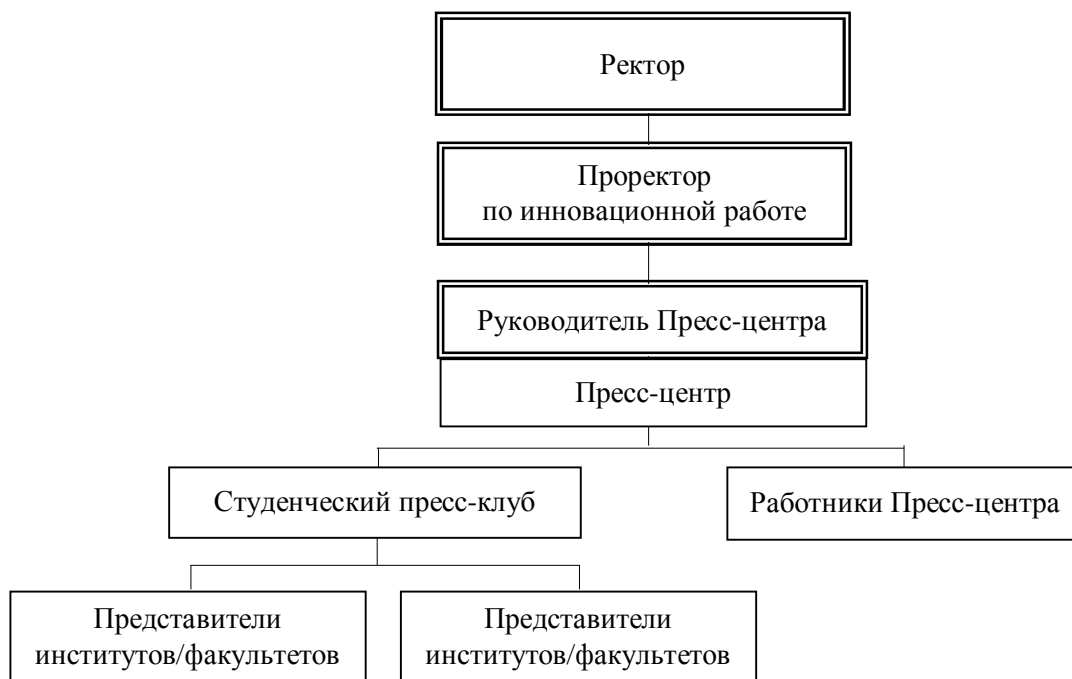 Ректор
Проректор
по инновационной работе
Руководитель Пресс-центра
Пресс-центр
Студенческий пресс-клуб
Работники Пресс-центра
Представители
институтов/факультетов
Представители
институтов/факультетов